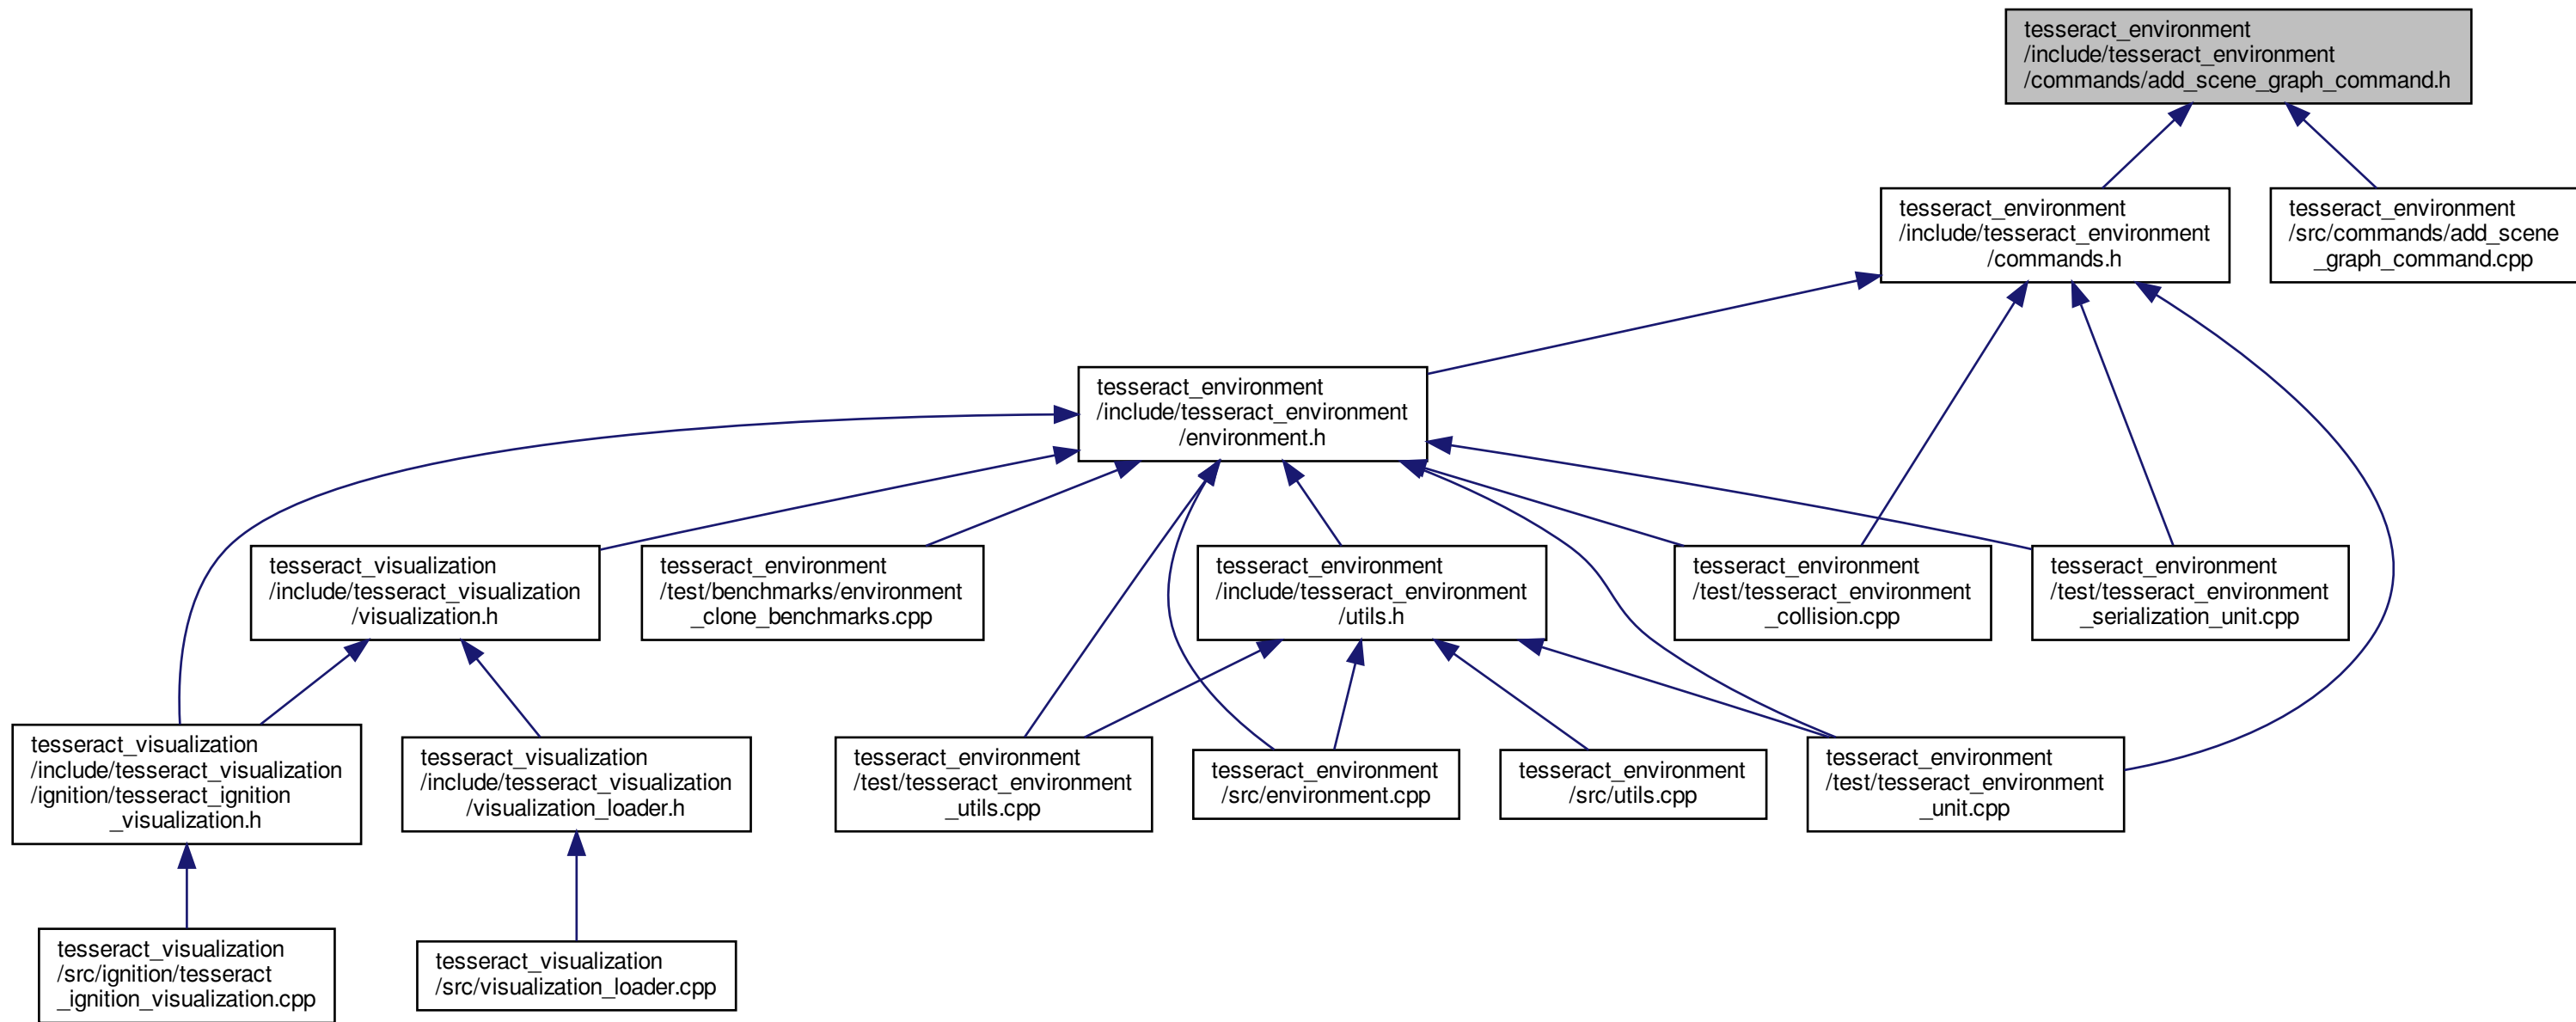 tesseract_environment
/include/tesseract_environment
/commands/add_scene_graph_command.h
tesseract_environment
/include/tesseract_environment
/commands.h
tesseract_environment
/src/commands/add_scene
_graph_command.cpp
tesseract_environment
/include/tesseract_environment
/environment.h
tesseract_visualization
/include/tesseract_visualization
/visualization.h
tesseract_environment
/test/benchmarks/environment
_clone_benchmarks.cpp
tesseract_environment
/include/tesseract_environment
/utils.h
tesseract_environment
/test/tesseract_environment
_collision.cpp
tesseract_environment
/test/tesseract_environment
_serialization_unit.cpp
tesseract_visualization
/include/tesseract_visualization
/ignition/tesseract_ignition
_visualization.h
tesseract_visualization
/include/tesseract_visualization
/visualization_loader.h
tesseract_environment
/test/tesseract_environment
_utils.cpp
tesseract_environment
/src/environment.cpp
tesseract_environment
/src/utils.cpp
tesseract_environment
/test/tesseract_environment
_unit.cpp
tesseract_visualization
/src/ignition/tesseract
_ignition_visualization.cpp
tesseract_visualization
/src/visualization_loader.cpp